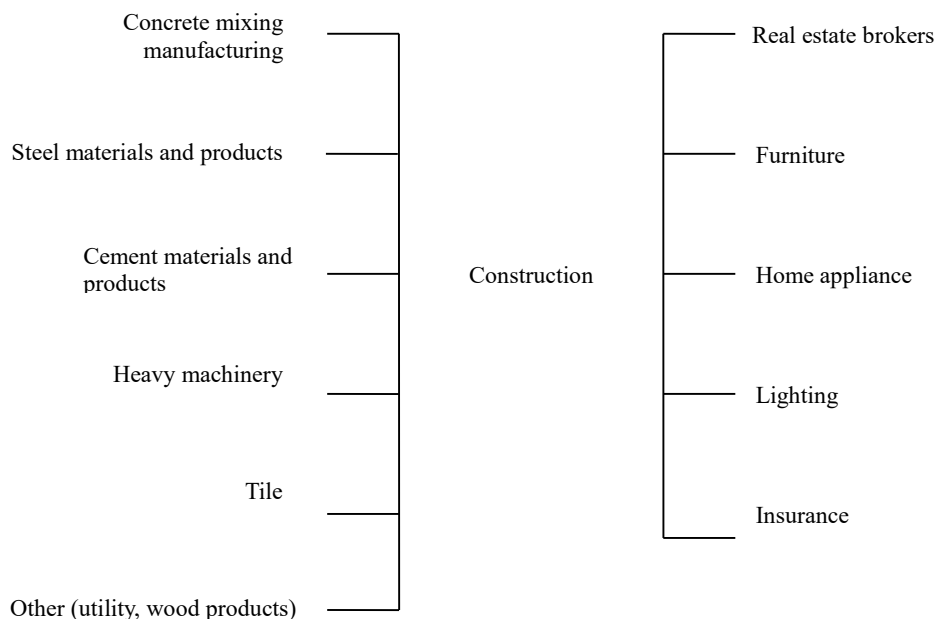 Concrete mixing
manufacturing
Steel materials and products
Cement materials and
products
Heavy machinery
Tile
Other (utility, wood products)
Construction
Real estate brokers
Furniture
Home appliance
Lighting
Insurance